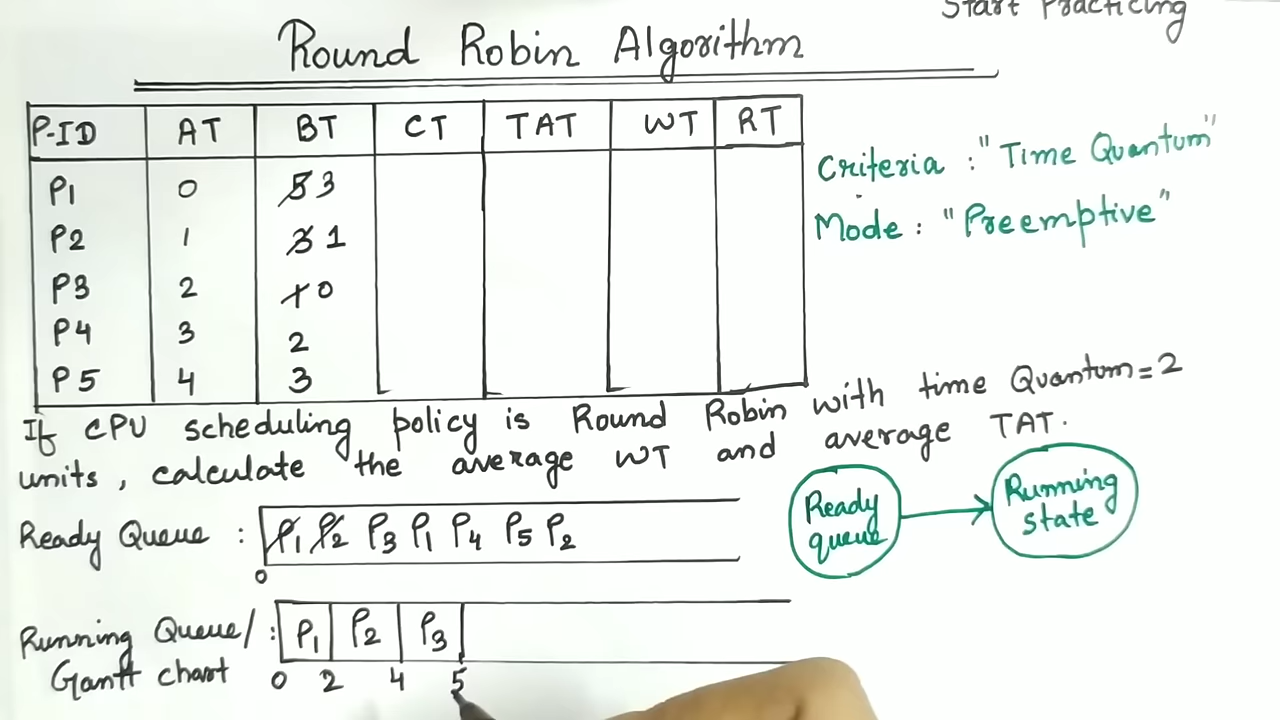 Start Practicing
Round Robin Algorithm
P-ID AT BT CT TAT WT RT
P1 0 5 3
P2 1 3 1
P3 2 1 0
P4 3 2
P5 4 3
Criteria : "Time Quantum"
Mode : "Preemptive"
If CPU scheduling policy is Round Robin with time Quantum = 2
units, calculate the average WT and average TAT.
Ready Queue : P1 P2 P3 P1 P4 P5 P2
0
Ready queue
Running state
Running Queue/ : P1 P2 P3
Gantt chart 0 2 4 5